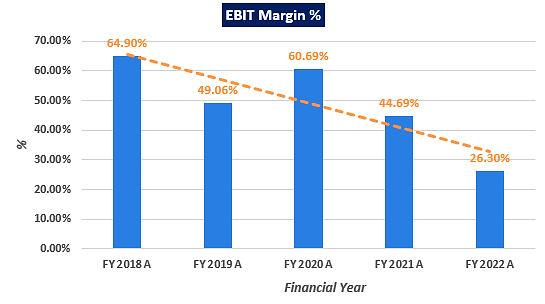 EBIT Margin %
70.00%
60.00%
50.00%
40.00%
30.00%
20.00%
10.00%
0.00%
%
64.90%
49.06%
60.69%
44.69%
26.30%
FY 2018 A
FY 2019 A
FY 2020 A
FY 2021 A
FY 2022 A
Financial Year